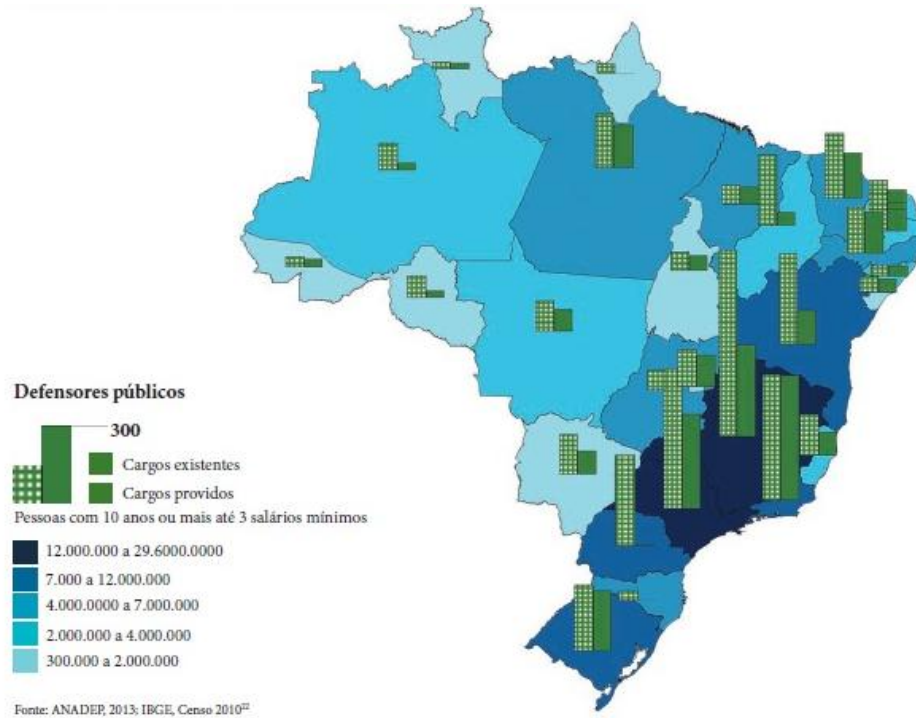 Defensores públicos
300
Cargos existentes
Cargos providos
Pessoas com 10 anos ou mais até 3 salários mínimos
12.000.000 a 29.6000.0000
7.000 a 12.000.000
4.000.0000 a 7.000.000
2.000.000 a 4.000.000
300.000 a 2.000.000
Fonte: ANADEP, 2013; IBGE, Censo 2010²²